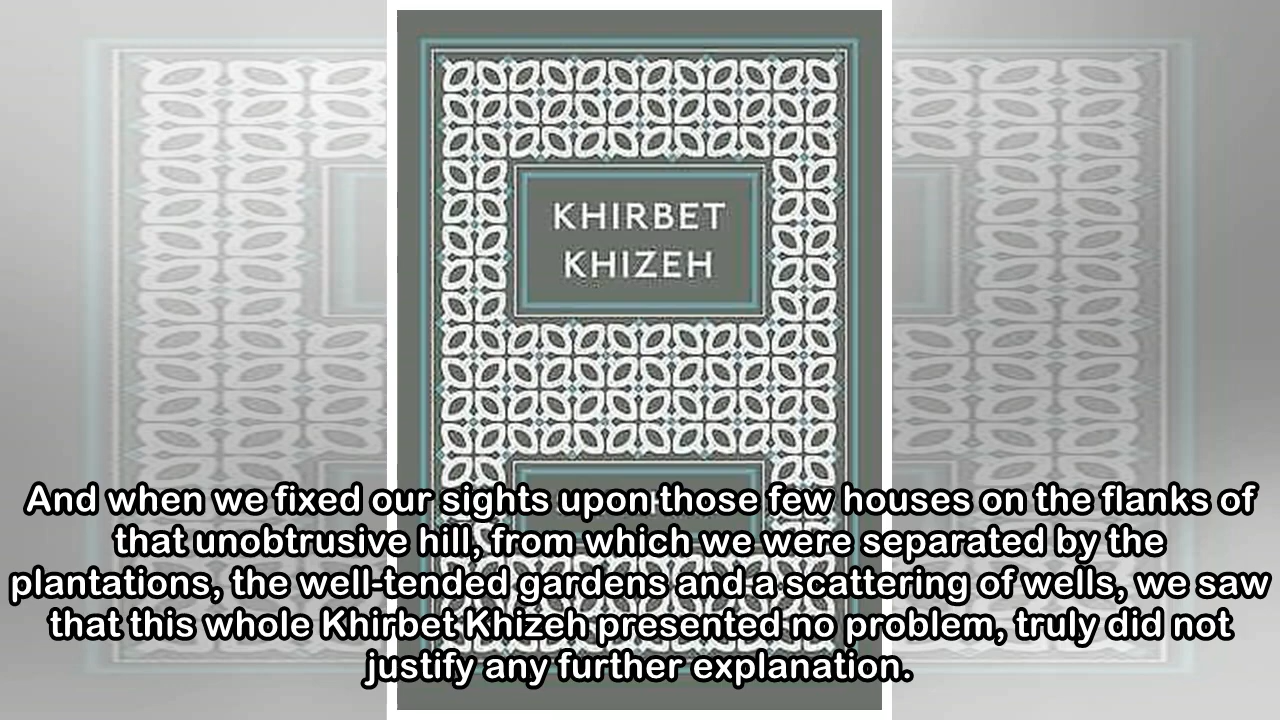 KHIRBET
KHIZEH
And when we fixed our sights upon those few houses on the flanks of
that unobtrusive hill, from which we were separated by the
plantations, the well-tended gardens and a scattering of wells, we saw
that this whole Khirbet Khizeh presented no problem, truly did not
justify any further explanation.